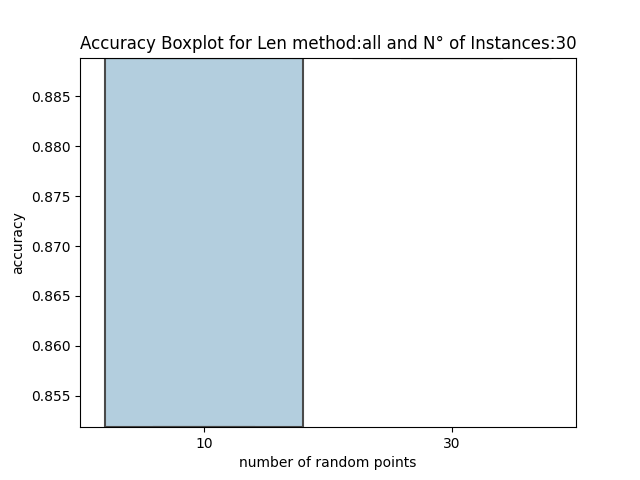 Accuracy Boxplot for Len method:all and N° of Instances:30
0.885
0.880
0.875
0.870
0.865
0.860
0.855
accuracy
10 30
number of random points